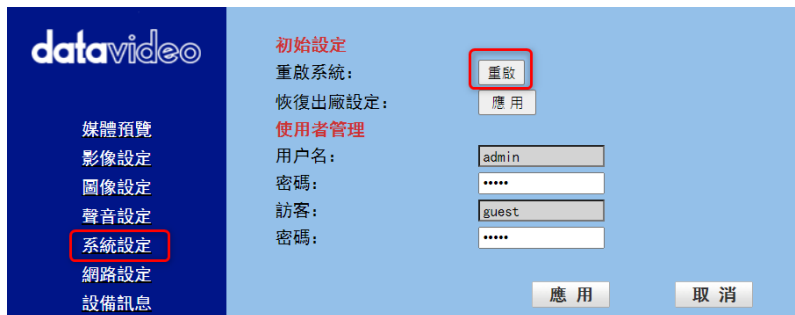 datavideo
媒體預覽
影像設定
圖像設定
聲音設定
系統設定
網路設定
設備訊息
初始設定
重啟系統： 重啟
恢復出廠設定： 應 用
使用者管理
用户名： admin
密碼： •••••
訪客： guest
密碼： •••••
應 用 取 消